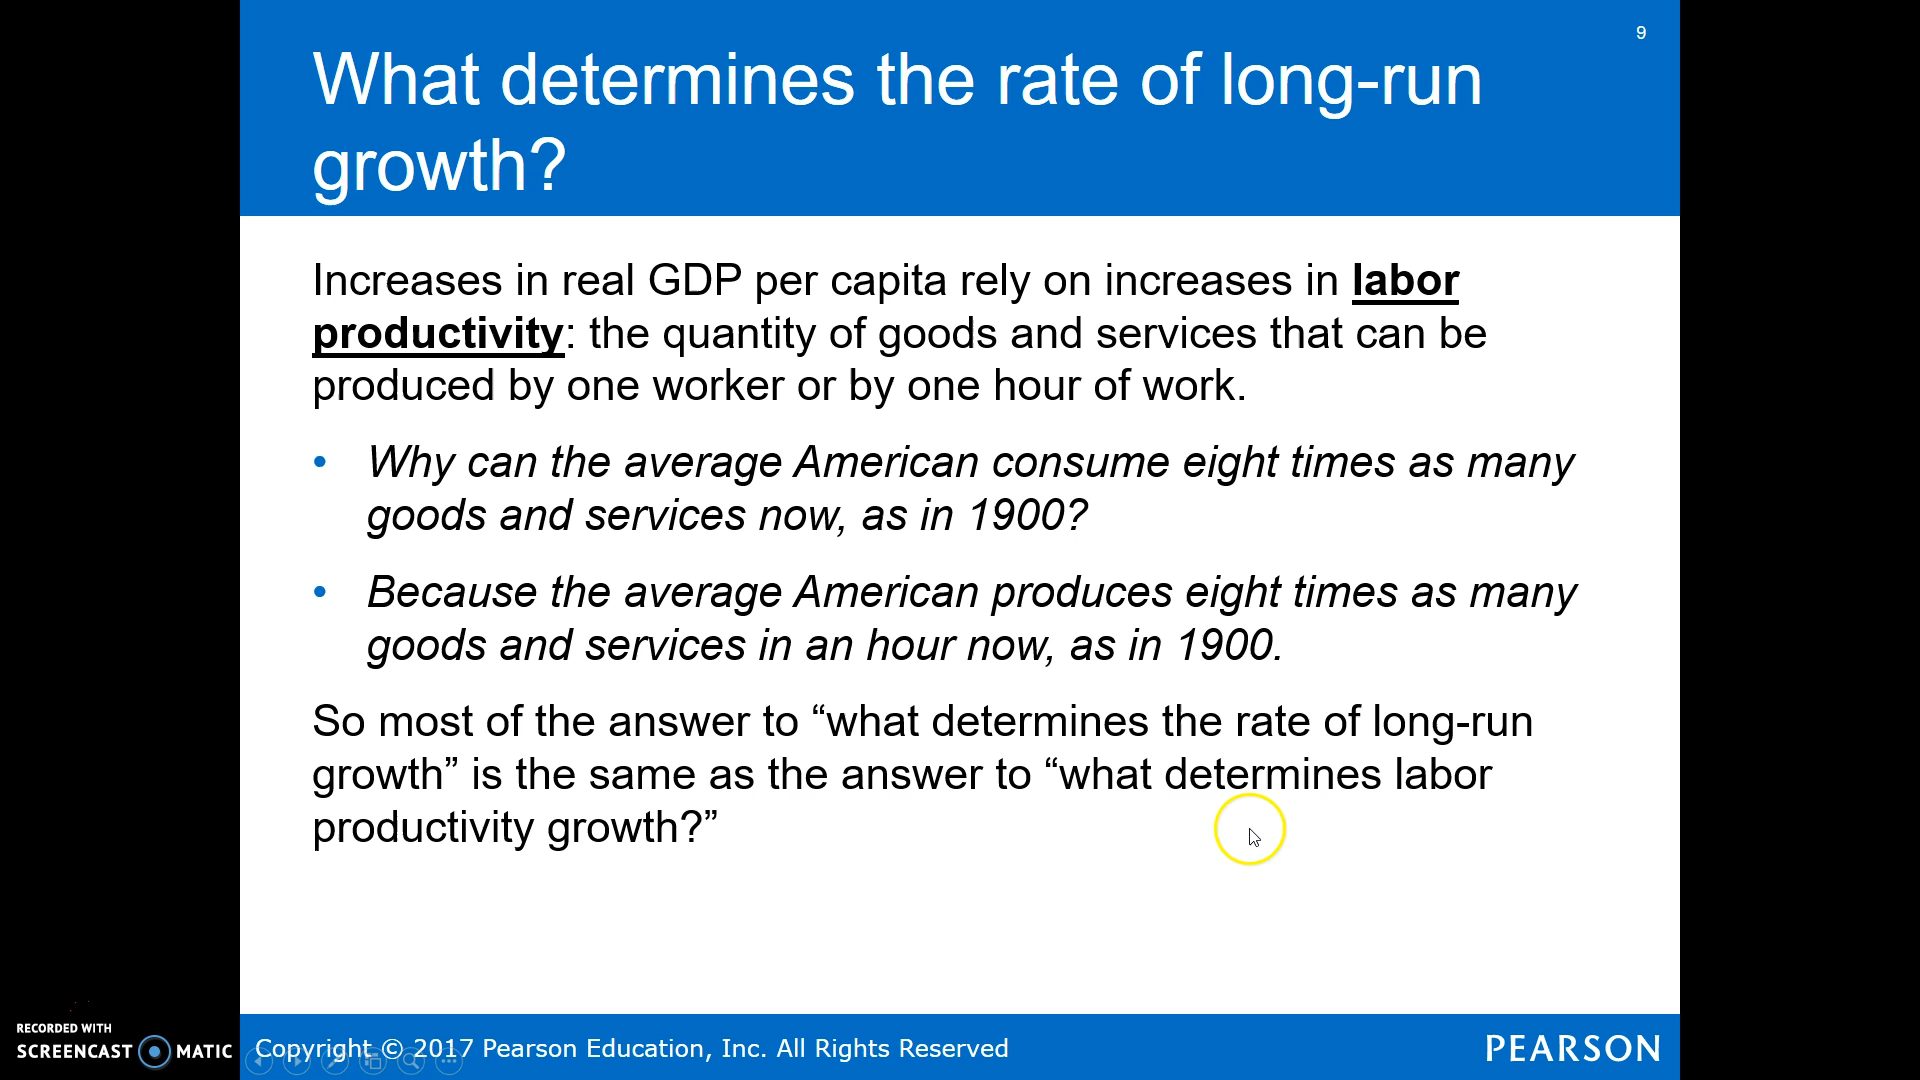 9
What determines the rate of long-run
growth?
Increases in real GDP per capita rely on increases in labor
productivity: the quantity of goods and services that can be
produced by one worker or by one hour of work.
• Why can the average American consume eight times as many
goods and services now, as in 1900?
• Because the average American produces eight times as many
goods and services in an hour now, as in 1900.
So most of the answer to “what determines the rate of long-run
growth” is the same as the answer to “what determines labor
productivity growth?”
RECORDED WITH
SCREENCAST MATIC
Copyright © 2017 Pearson Education, Inc. All Rights Reserved
PEARSON